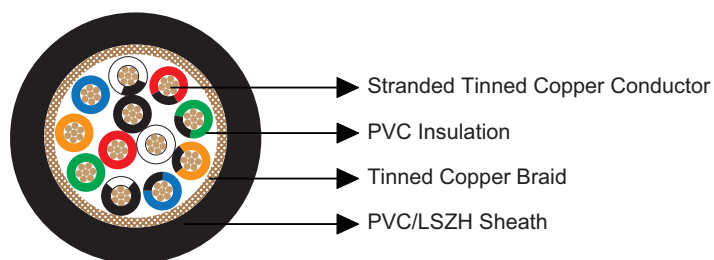 Stranded Tinned Copper Conductor
PVC Insulation
Tinned Copper Braid
PVC/LSZH Sheath